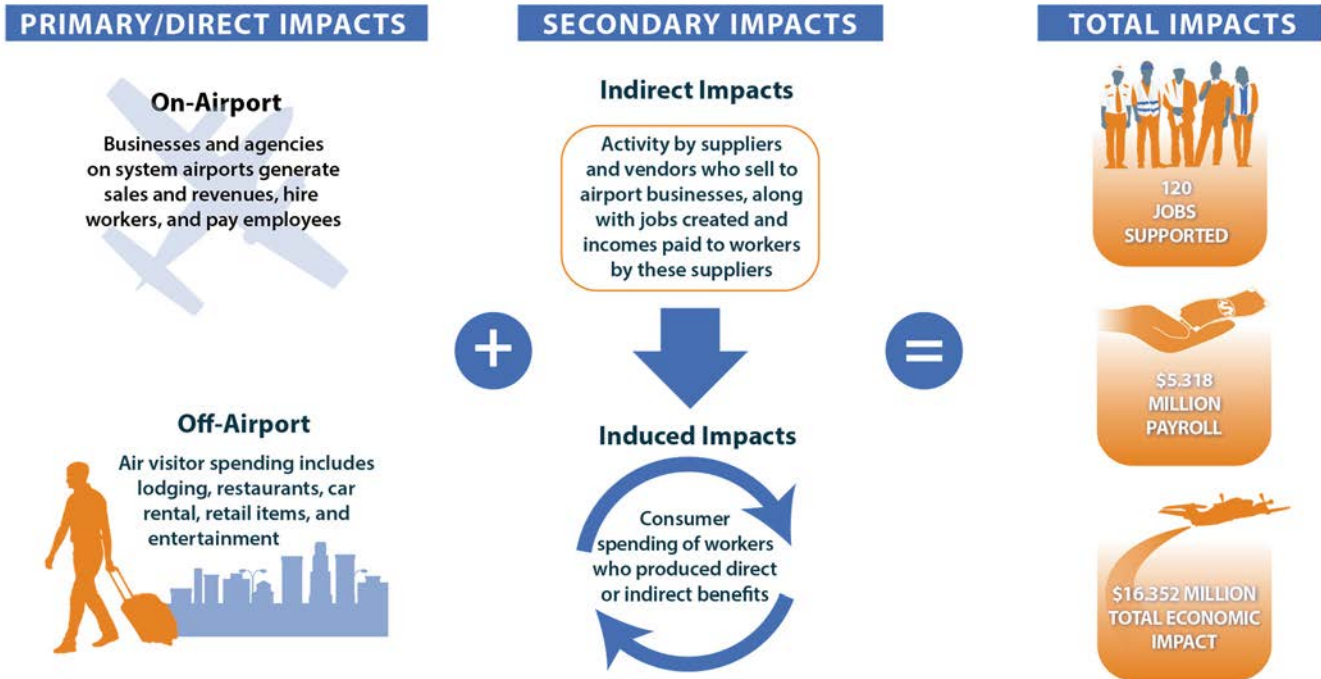 PRIMARY/DIRECT IMPACTS
On-Airport
Businesses and agencies
on system airports generate
sales and revenues, hire
workers, and pay employees
Off-Airport
Air visitor spending includes
lodging, restaurants, car
rental, retail items, and
entertainment
+
SECONDARY IMPACTS
Indirect Impacts
Activity by suppliers
and vendors who sell to
airport businesses, along
with jobs created and
incomes paid to workers
by these suppliers
Induced Impacts
Consumer
spending of workers
who produced direct
or indirect benefits
=
TOTAL IMPACTS
120
JOBS
SUPPORTED
$
$5.318
MILLION
PAYROLL
$16.352 MILLION
TOTAL ECONOMIC
IMPACT